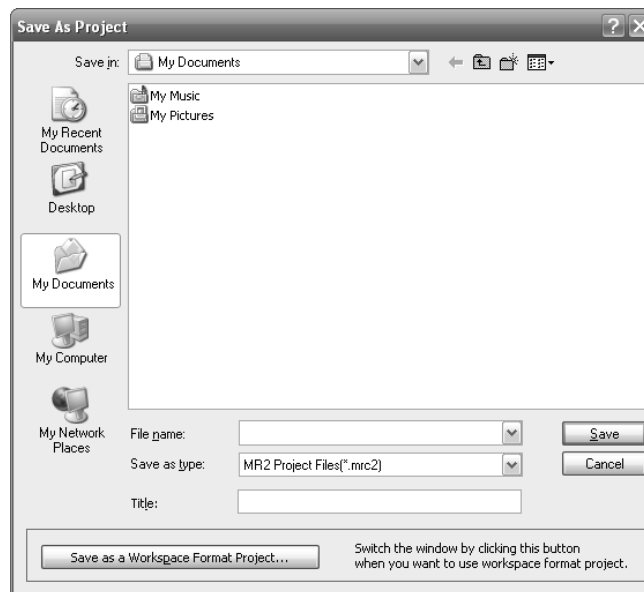 Save As Project
Save in:
My Documents
My Music
My Pictures
My Recent
Documents
Desktop
My Documents
My Computer
My Network
Places
File name:
Save
Save as type:
MR2 Project Files(*.mrc2)
Cancel
Title:
Save as a Workspace Format Project...
Switch the window by clicking this button
when you want to use workspace format project.